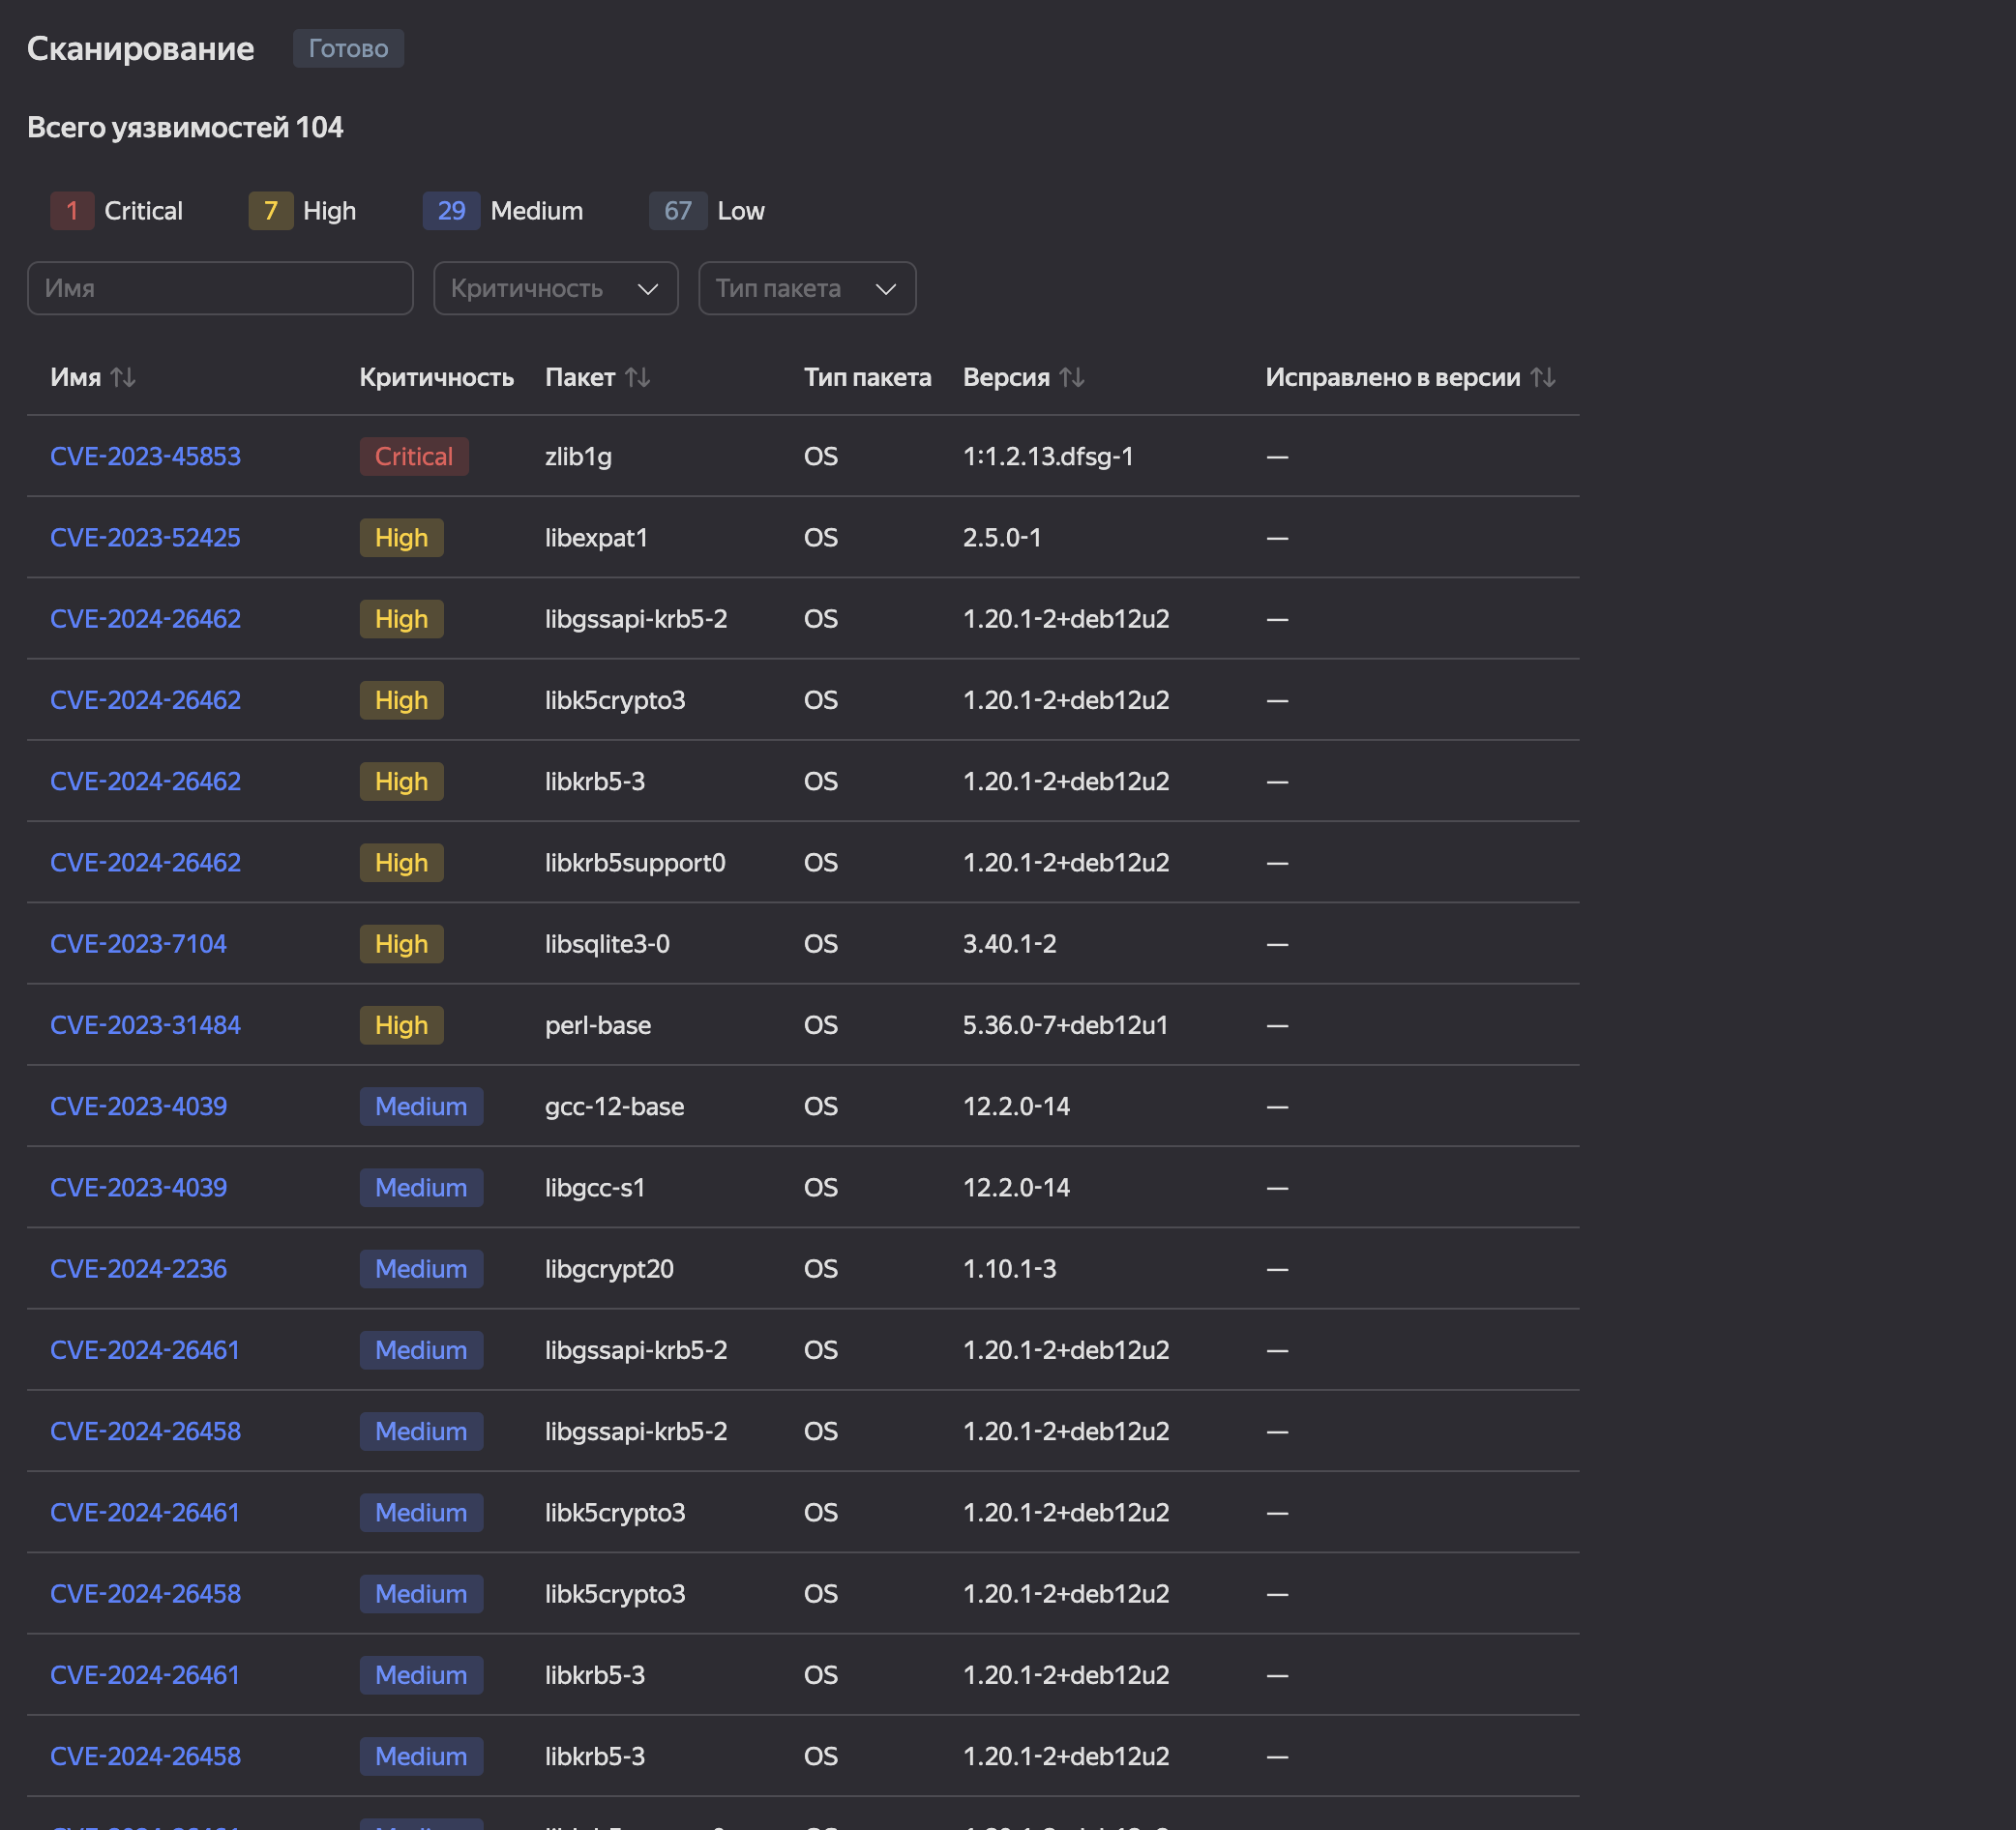 Сканирование Готово
Всего уязвимостей 104
1 Critical 7 High 29 Medium 67 Low
Имя Критичность Тип пакета
Имя Критичность Пакет Тип пакета Версия Исправлено в версии
CVE-2023-45853 Critical zlib1g OS 1:1.2.13.dfsg-1 —
CVE-2023-52425 High libexpat1 OS 2.5.0-1 —
CVE-2024-26462 High libgssapi-krb5-2 OS 1.20.1-2+deb12u2 —
CVE-2024-26462 High libk5crypto3 OS 1.20.1-2+deb12u2 —
CVE-2024-26462 High libkrb5-3 OS 1.20.1-2+deb12u2 —
CVE-2024-26462 High libkrb5support0 OS 1.20.1-2+deb12u2 —
CVE-2023-7104 High libsqlite3-0 OS 3.40.1-2 —
CVE-2023-31484 High perl-base OS 5.36.0-7+deb12u1 —
CVE-2023-4039 Medium gcc-12-base OS 12.2.0-14 —
CVE-2023-4039 Medium libgcc-s1 OS 12.2.0-14 —
CVE-2024-2236 Medium libgcrypt20 OS 1.10.1-3 —
CVE-2024-26461 Medium libgssapi-krb5-2 OS 1.20.1-2+deb12u2 —
CVE-2024-26458 Medium libgssapi-krb5-2 OS 1.20.1-2+deb12u2 —
CVE-2024-26461 Medium libk5crypto3 OS 1.20.1-2+deb12u2 —
CVE-2024-26458 Medium libk5crypto3 OS 1.20.1-2+deb12u2 —
CVE-2024-26461 Medium libkrb5-3 OS 1.20.1-2+deb12u2 —
CVE-2024-26458 Medium libkrb5-3 OS 1.20.1-2+deb12u2 —